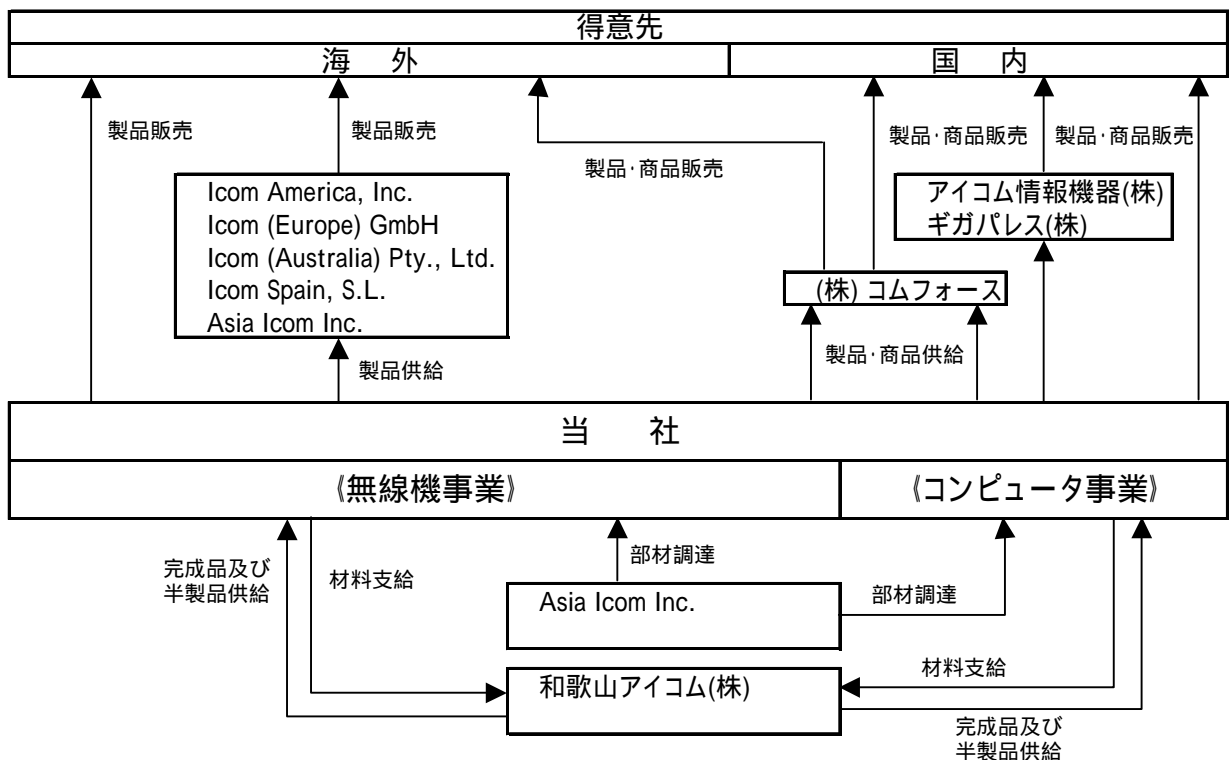 得意先
海 外
国 内
製品販売
製品販売
製品・商品販売
製品・商品販売
製品・商品販売
Icom America, Inc.
Icom (Europe) GmbH
Icom (Australia) Pty., Ltd.
Icom Spain, S.L.
Asia Icom Inc.
アイコム情報機器(株)
ギガパレス(株)
(株) コムフォース
製品供給
製品・商品供給
当 社
《無線機事業》
《コンピュータ事業》
完成品及び
半製品供給
材料支給
部材調達
Asia Icom Inc.
部材調達
和歌山アイコム(株)
材料支給
完成品及び
半製品供給